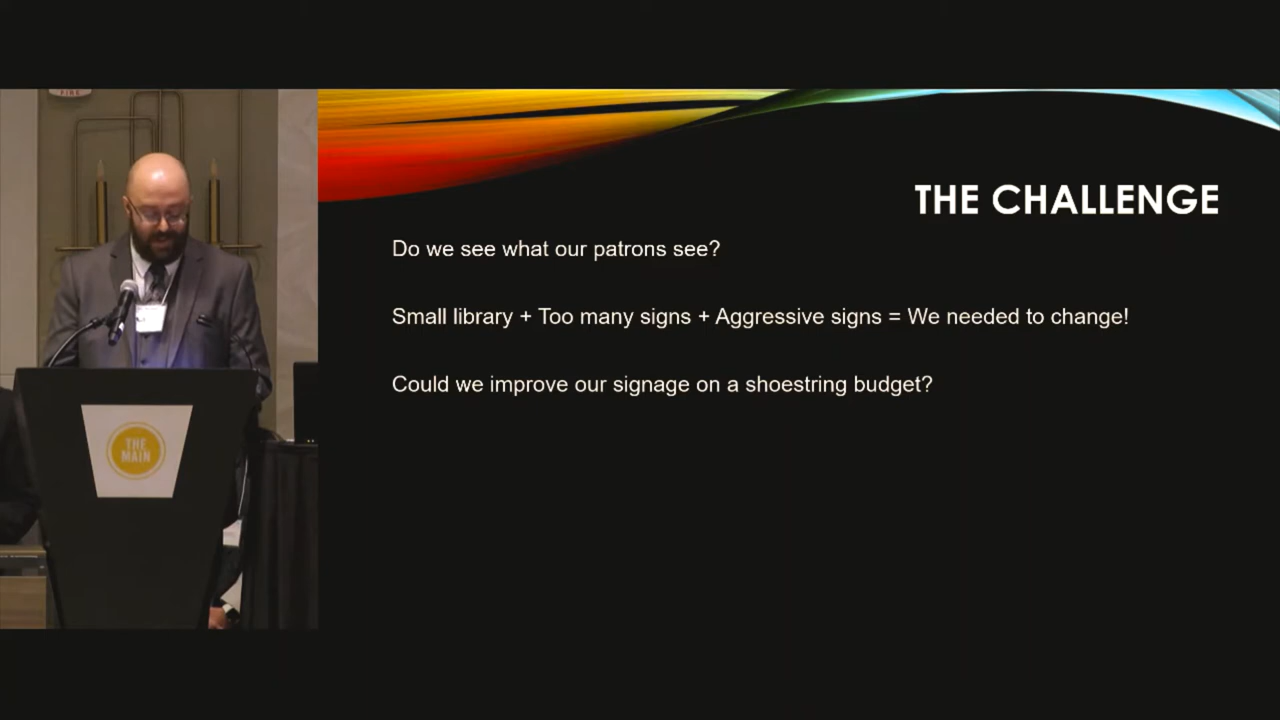 THE CHALLENGE
Do we see what our patrons see?
Small library + Too many signs + Aggressive signs = We needed to change!
Could we improve our signage on a shoestring budget?
THE
MAIN